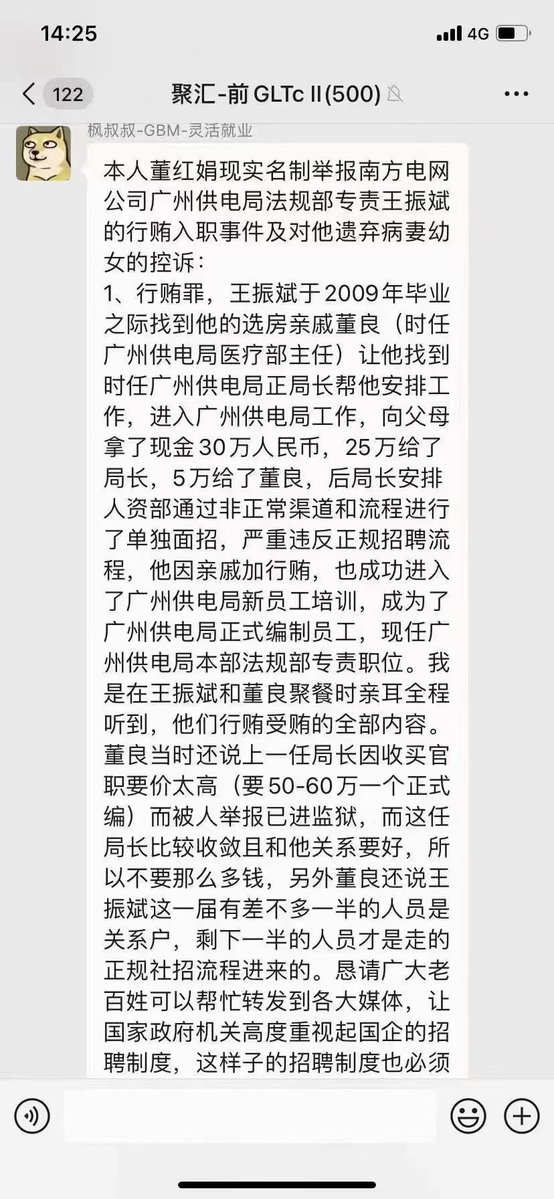 14:25
4G
122
聚汇-前GLTc II(500)
枫叔叔-GBM-灵活就业
本人董红娟现实名制举报南方电网
公司广州供电局法规部专责王振斌
的行贿入职事件及对他遗弃病妻幼
女的控诉：
1、行贿罪，王振斌于2009年毕业
之际找到他的选房亲戚董良（时任
广州供电局医疗部主任）让他找到
时任广州供电局正局长帮他安排工
作，进入广州供电局工作，向父母
拿了现金30万人民币，25万给了
局长，5万给了董良，后局长安排
人资部通过非正常渠道和流程进行
了单独面招，严重违反正规招聘流
程，他因亲戚加行贿，也成功进入
了广州供电局新员工培训，成为了
广州供电局正式编制员工，现任广
州供电局本部法规部专责职位。我
是在王振斌和董良聚餐时亲耳全程
听到，他们行贿受贿的全部内容。
董良当时还说上一任局长因收买官
职要价太高（要50-60万一个正式
编）而被人举报已进监狱，而这任
局长比较收敛且和他关系要好，所
以不要那么多钱，另外董良还说王
振斌这一届有差不多一半的人员是
关系户，剩下一半的人员才是走的
正规社招流程进来的。恳请广大老
百姓可以帮忙转发到各大媒体，让
国家政府机关高度重视起国企的招
聘制度，这样子的招聘制度也必须